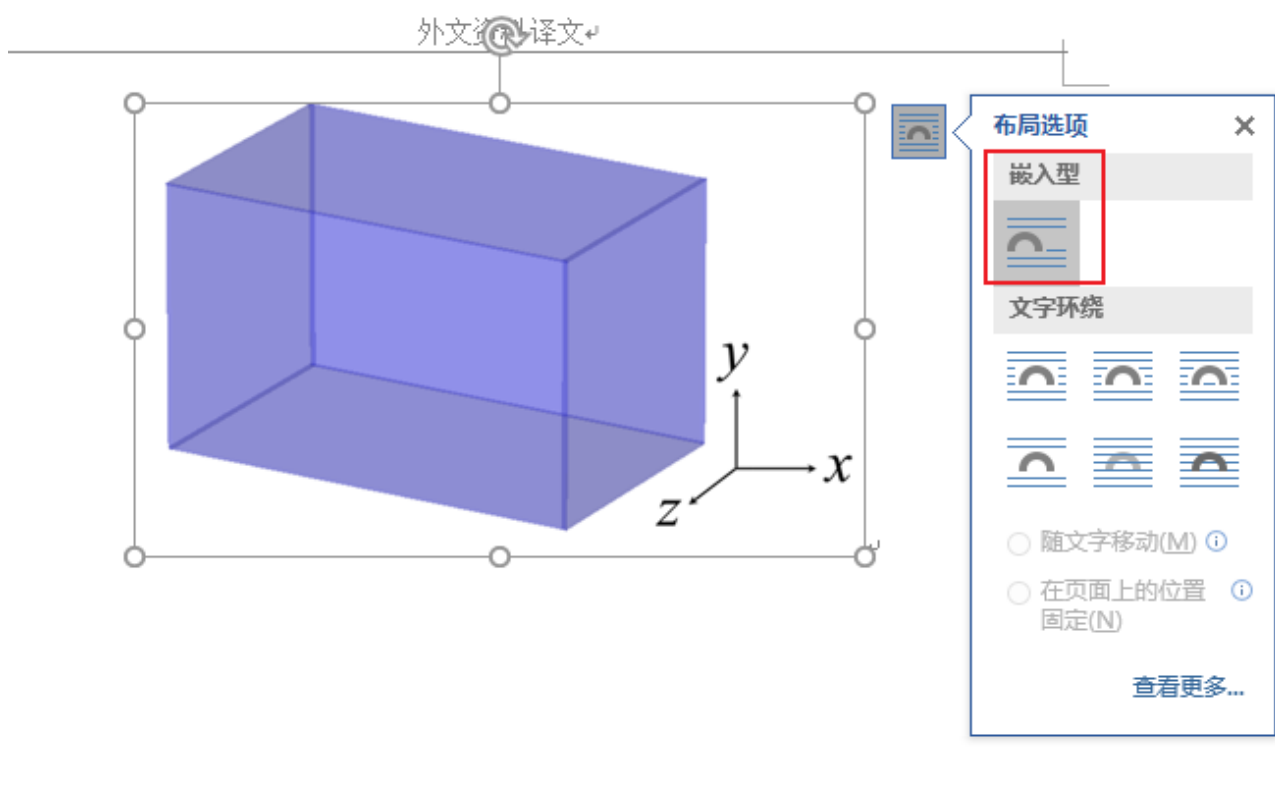 外文资料译文↵
布局选项
嵌入型
文字环绕
随文字移动(M)
在页面上的位置
固定(N)
查看更多...
y
x
z